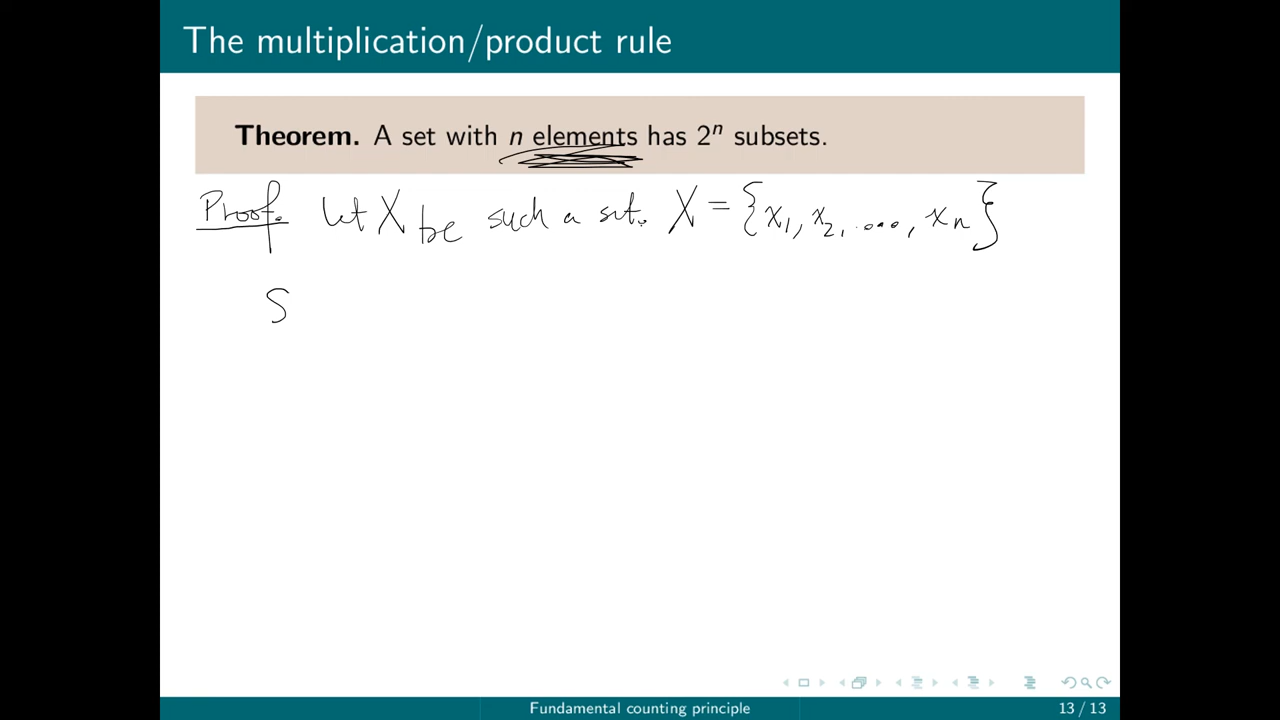 The multiplication/product rule
Theorem. A set with n elements has 2ⁿ subsets.
Proof. Let X be such a set. X = {x₁, x₂, ...., xₙ}
S
Fundamental counting principle
13 / 13